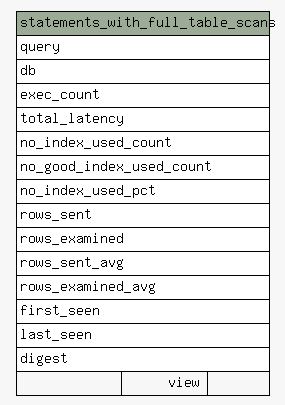 statements_with_full_table_scans
query
db
exec_count
total_latency
no_index_used_count
no_good_index_used_count
no_index_used_pct
rows_sent
rows_examined
rows_sent_avg
rows_examined_avg
first_seen
last_seen
digest
view